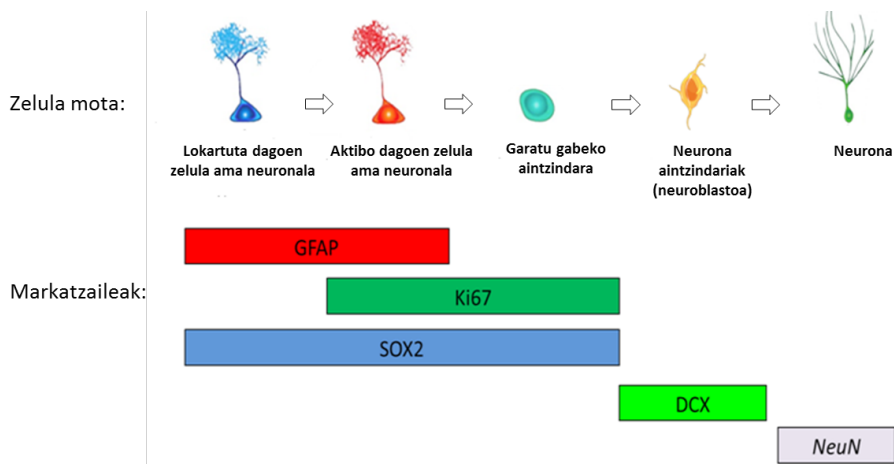 Zelula mota:
Lokartuta dagoen
zelula ama neuronala
Aktibo dagoen zelula
ama neuronala
Garatu gabeko
aintzindara
Neurona
aintzindariak
(neuroblastoa)
Neurona
Markatzaileak:
GFAP
Ki67
SOX2
DCX
NeuN